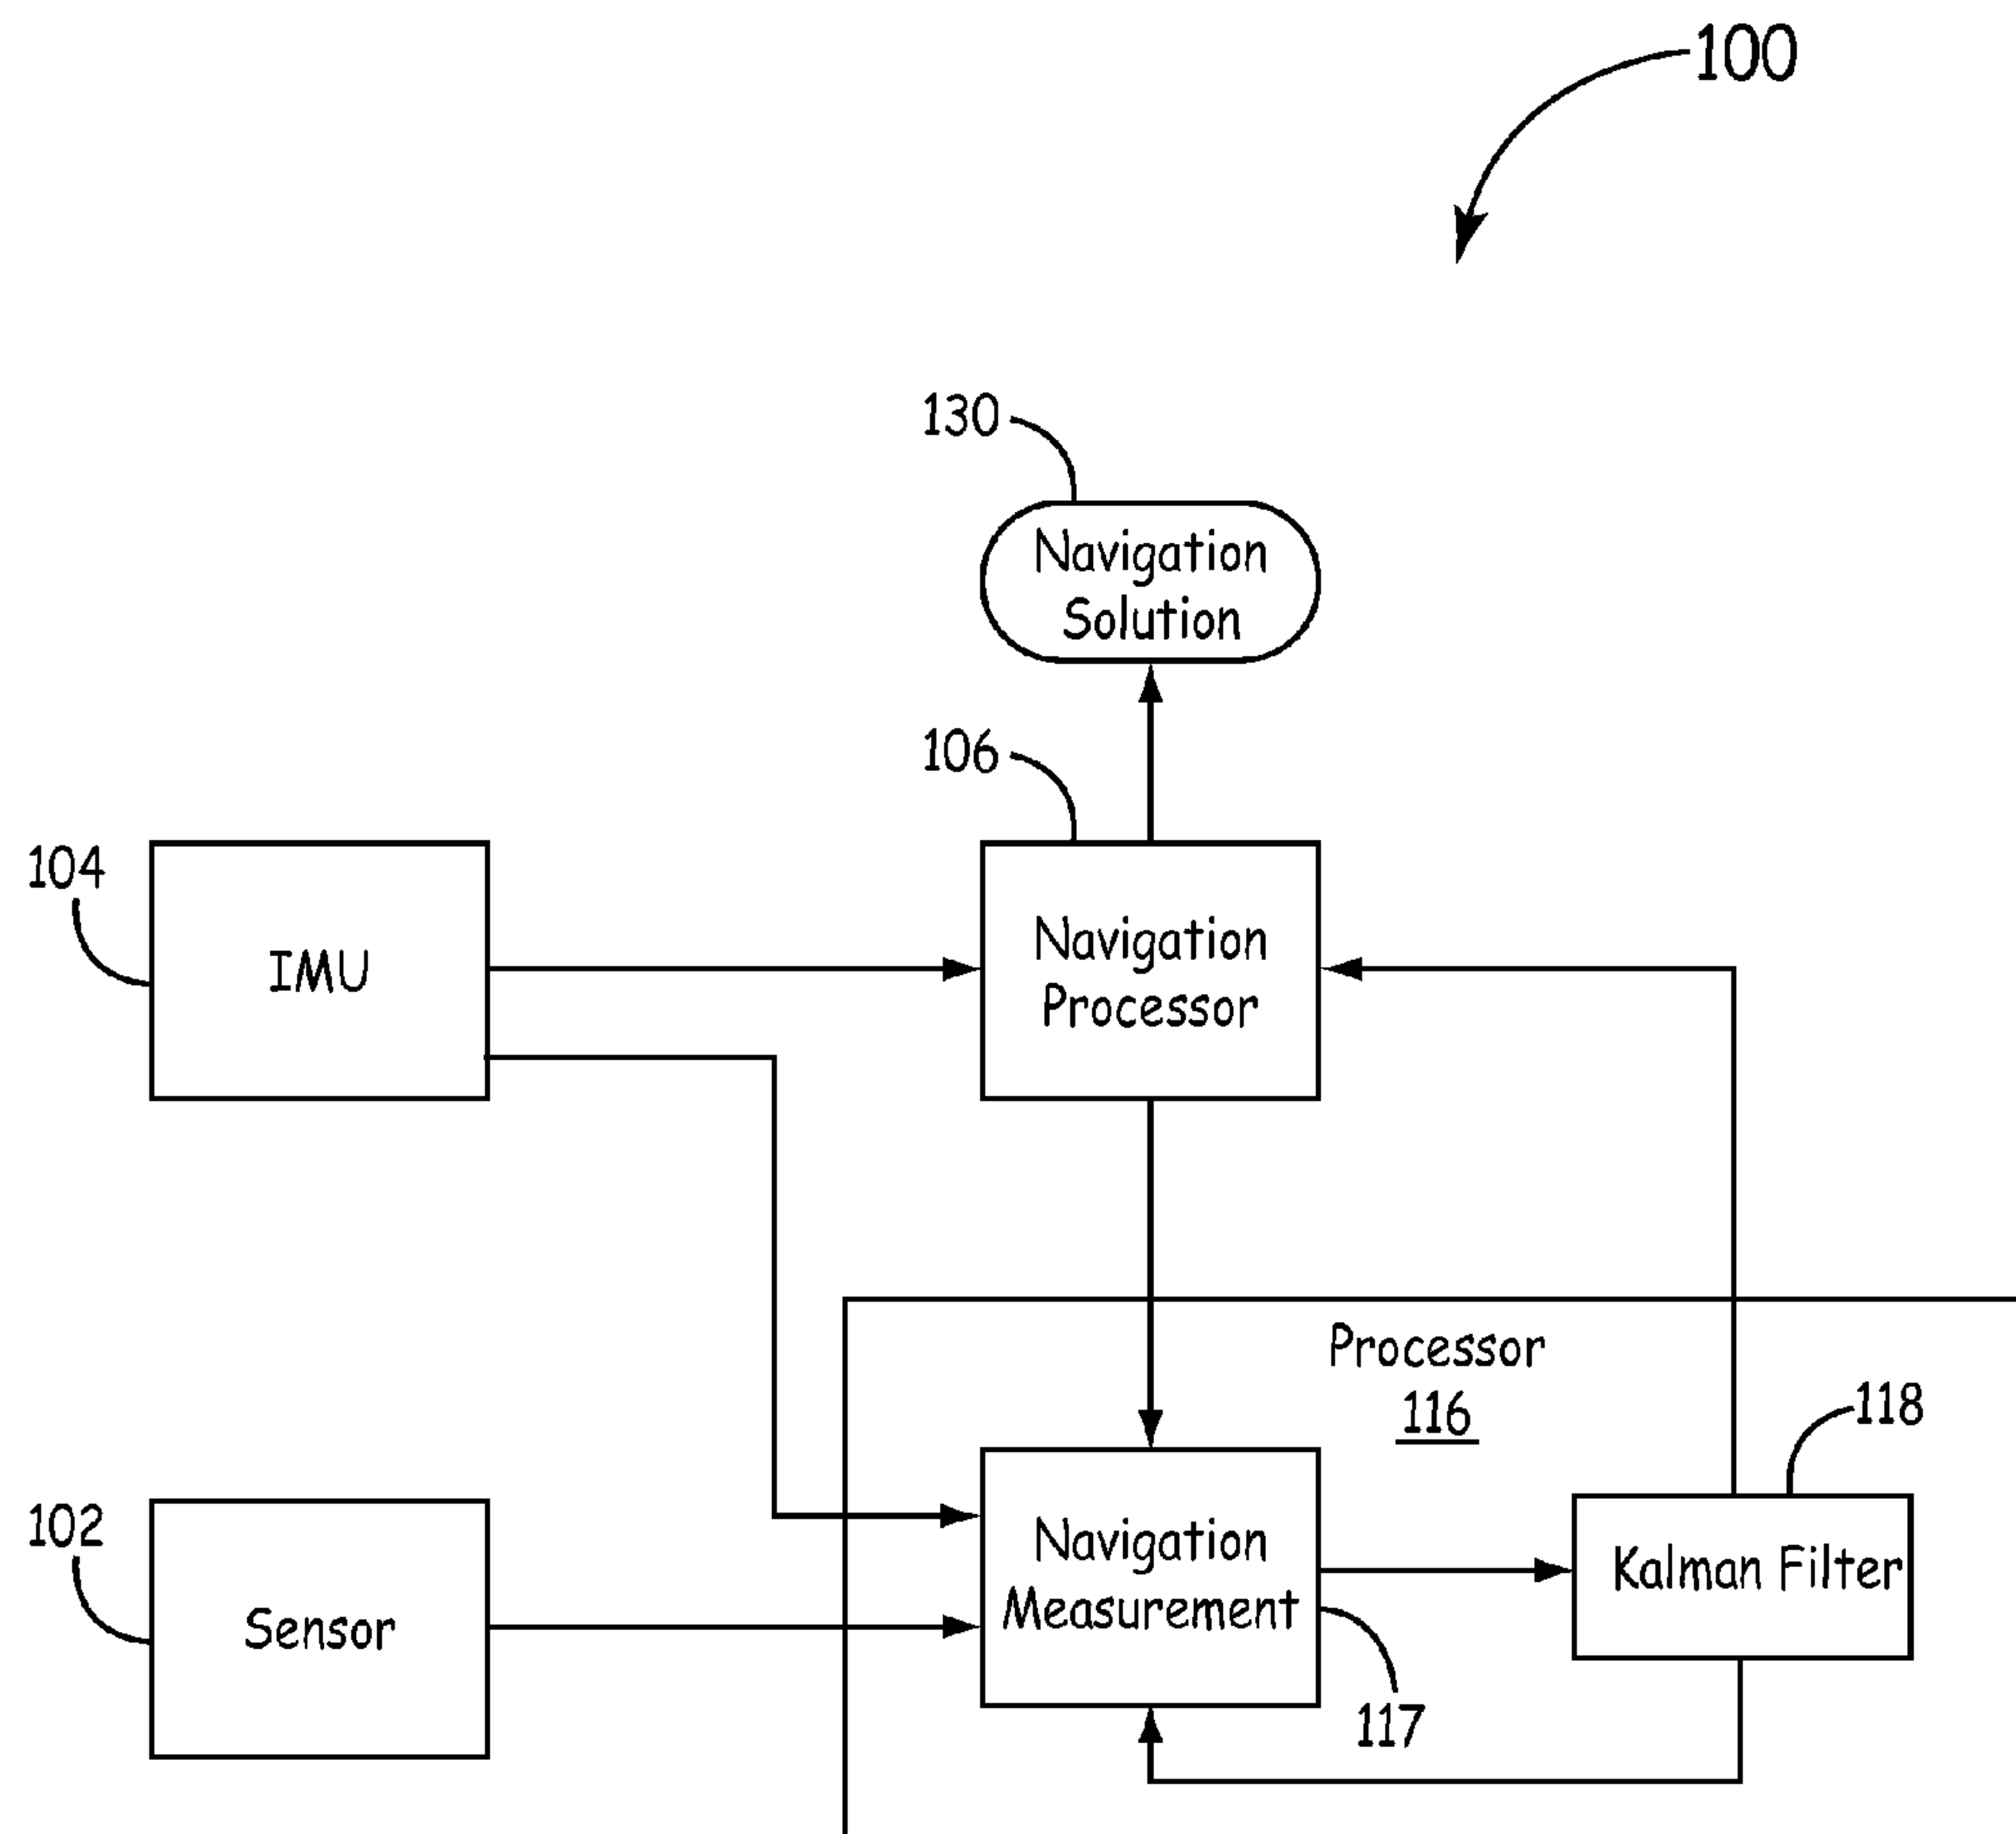 100
130
Navigation
Solution
106
104
IMU
Navigation
Processor
Processor
116
118
102
Sensor
Navigation
Measurement
Kalman Filter
117